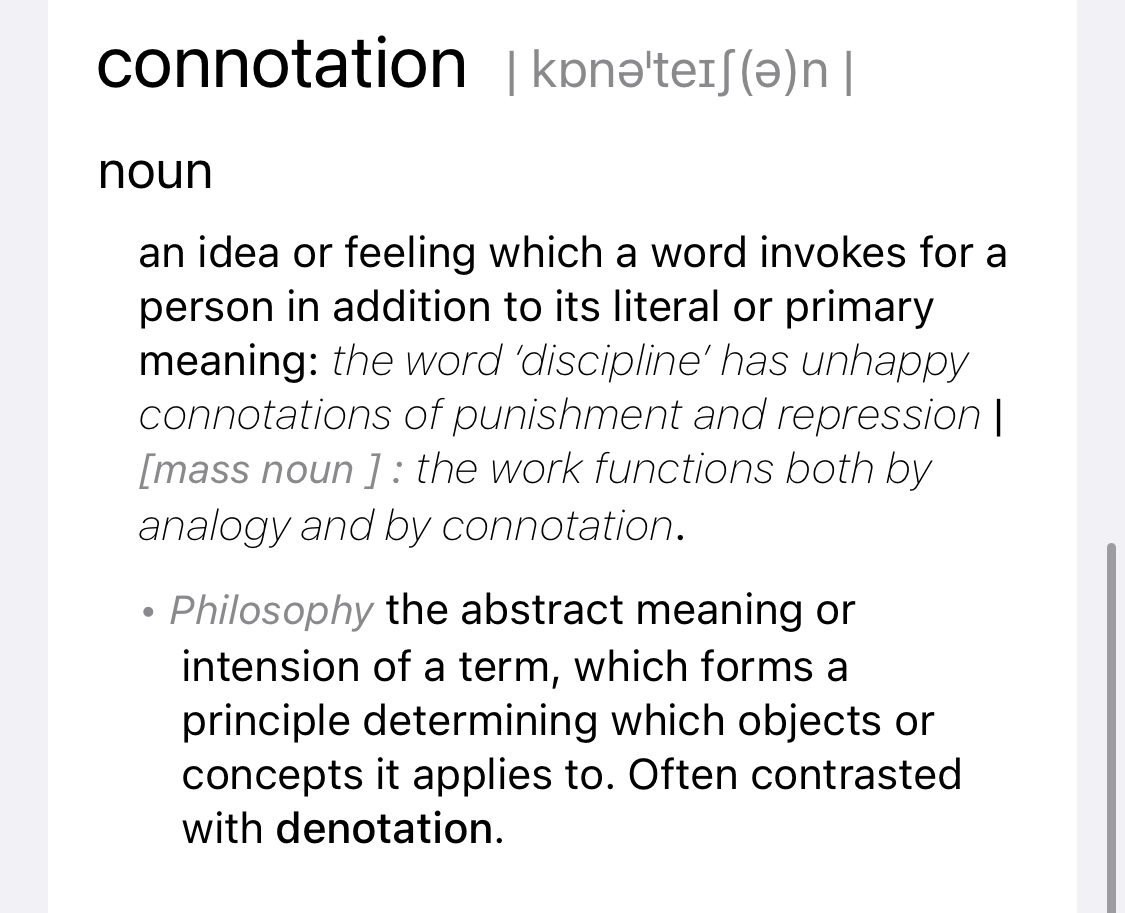 connotation | kɒnəˈteɪʃ(ə)n |
noun
an idea or feeling which a word invokes for a
person in addition to its literal or primary
meaning: the word ‘discipline’ has unhappy
connotations of punishment and repression |
[mass noun ] : the work functions both by
analogy and by connotation.
• Philosophy the abstract meaning or
intension of a term, which forms a
principle determining which objects or
concepts it applies to. Often contrasted
with denotation.